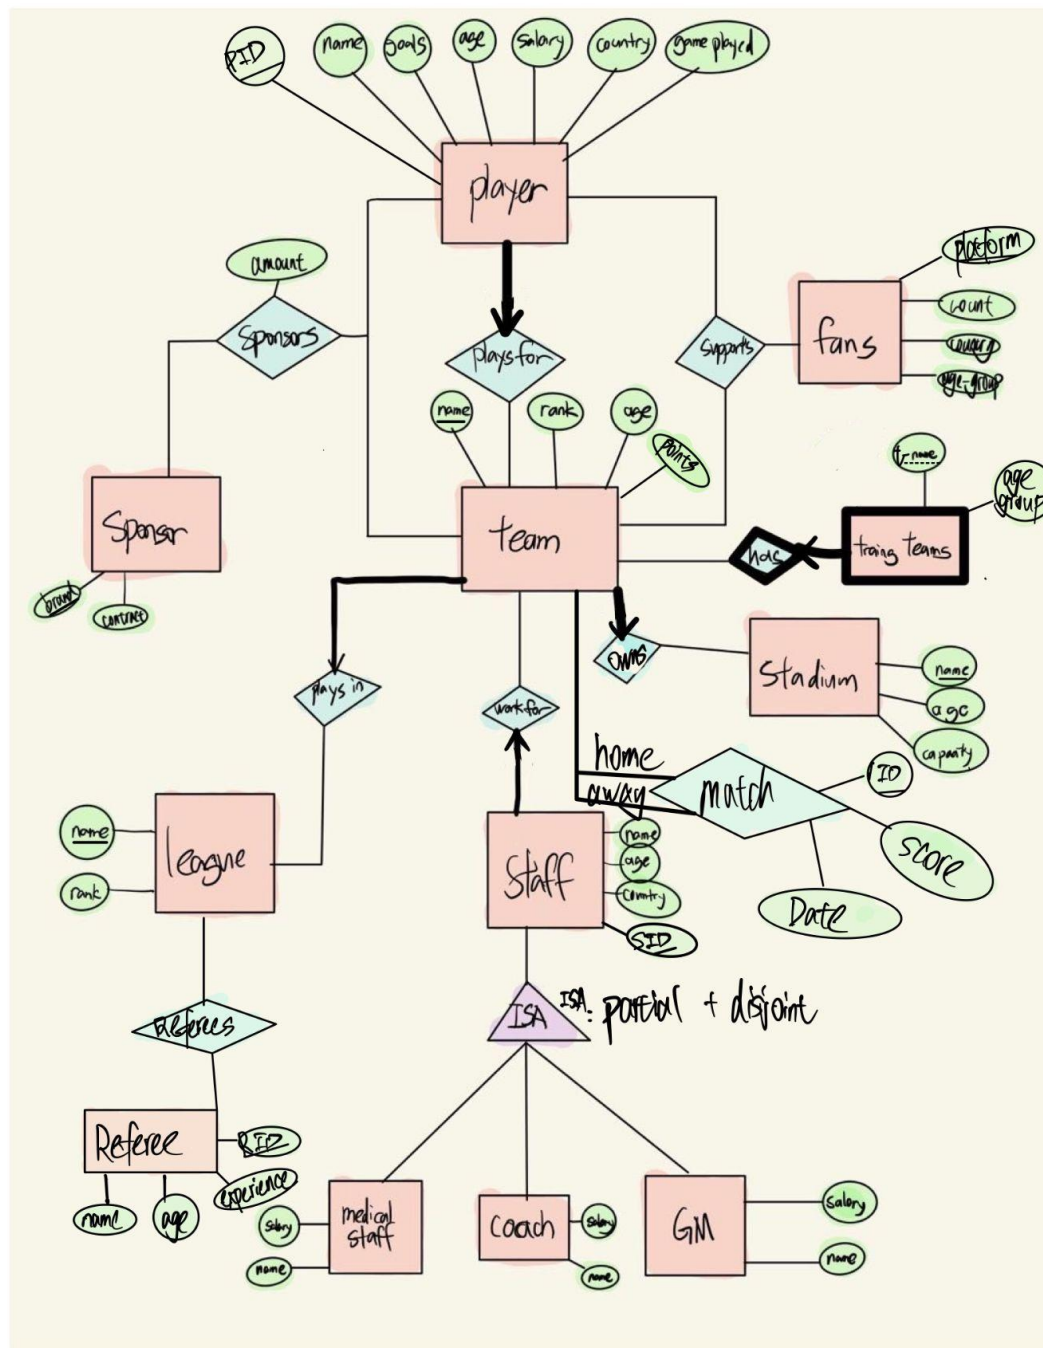 PID
name
goals
age
salary
country
game played
player
amount
Sponsors
plays for
supports
fans
platform
count
country
age-group
name
rank
age
points
t-name
age
group
Sponsor
brand
contract
team
has
traing teams
owns
Stadium
name
age
capacity
plays in
work for
home
away
match
ID
score
Date
name
rank
league
Staff
name
age
country
SID
ISA
ISA: partial + disjoint
Referees
Referee
RID
experience
name
age
medical
staff
salary
name
coach
salary
name
GM
salary
name